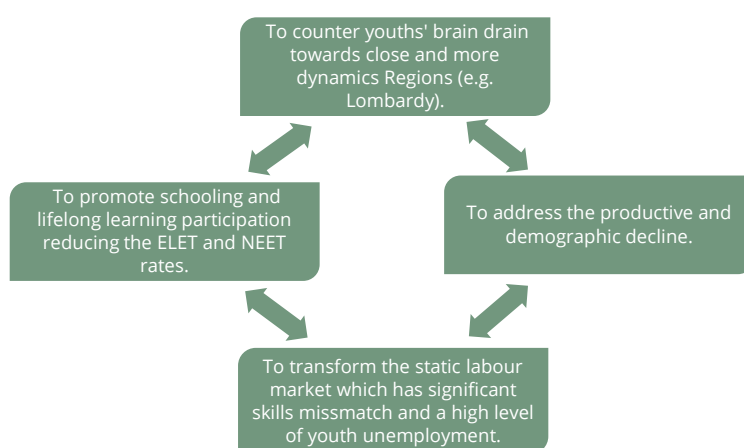 To counter youths' brain drain
towards close and more
dynamics Regions (e.g.
Lombardy).
To promote schooling and
lifelong learning participation
reducing the ELET and NEET
rates.
To address the productive and
demographic decline.
To transform the static labour
market which has significant
skills missmatch and a high level
of youth unemployment.